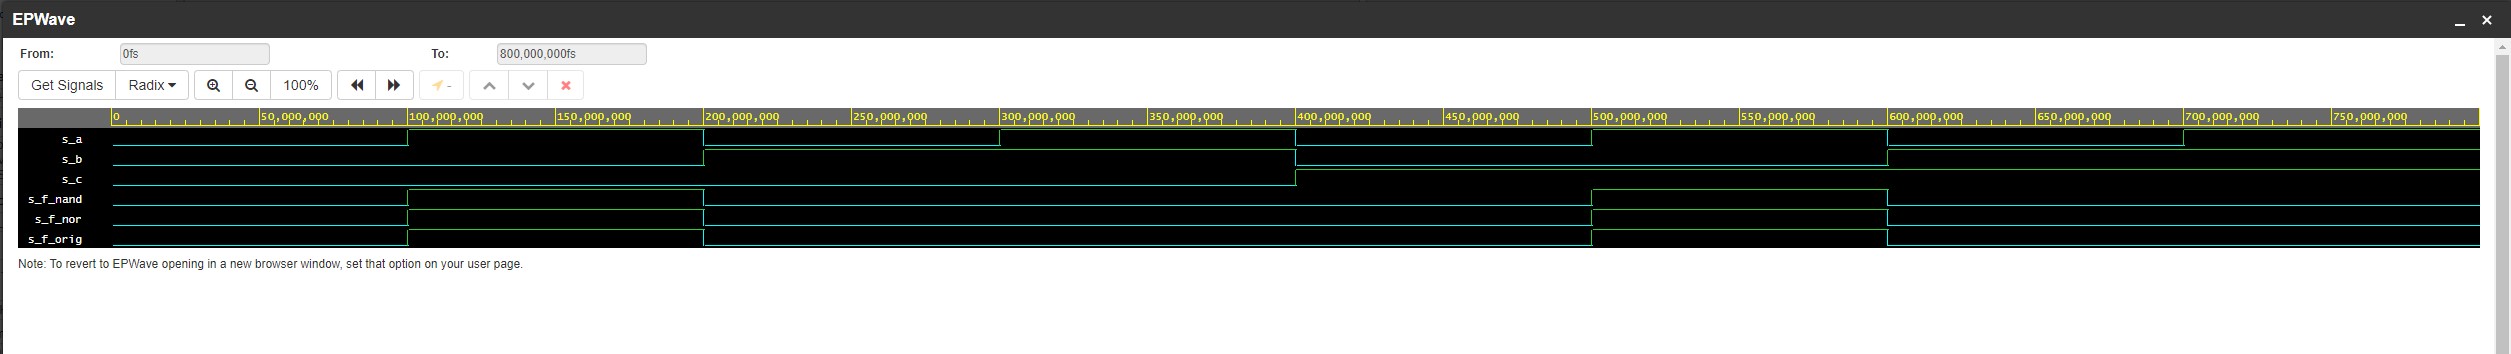 EPWave
From: 0fs To: 800,000,000fs
Get Signals Radix 100% -
0 50,000,000 100,000,000 150,000,000 200,000,000 250,000,000 300,000,000 350,000,000 400,000,000 450,000,000 500,000,000 550,000,000 600,000,000 650,000,000 700,000,000 750,000,000
s_a
s_b
s_c
s_f_nand
s_f_nor
s_f_orig
Note: To revert to EPWave opening in a new browser window, set that option on your user page.